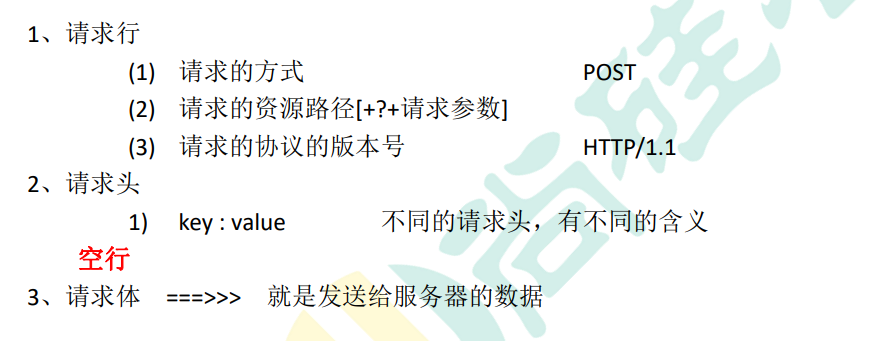 1、请求行
(1) 请求的方式 POST
(2) 请求的资源路径[+?+请求参数]
(3) 请求的协议的版本号 HTTP/1.1
2、请求头
1) key : value 不同的请求头，有不同的含义
空行
3、请求体 ===>>> 就是发送给服务器的数据
尚硅